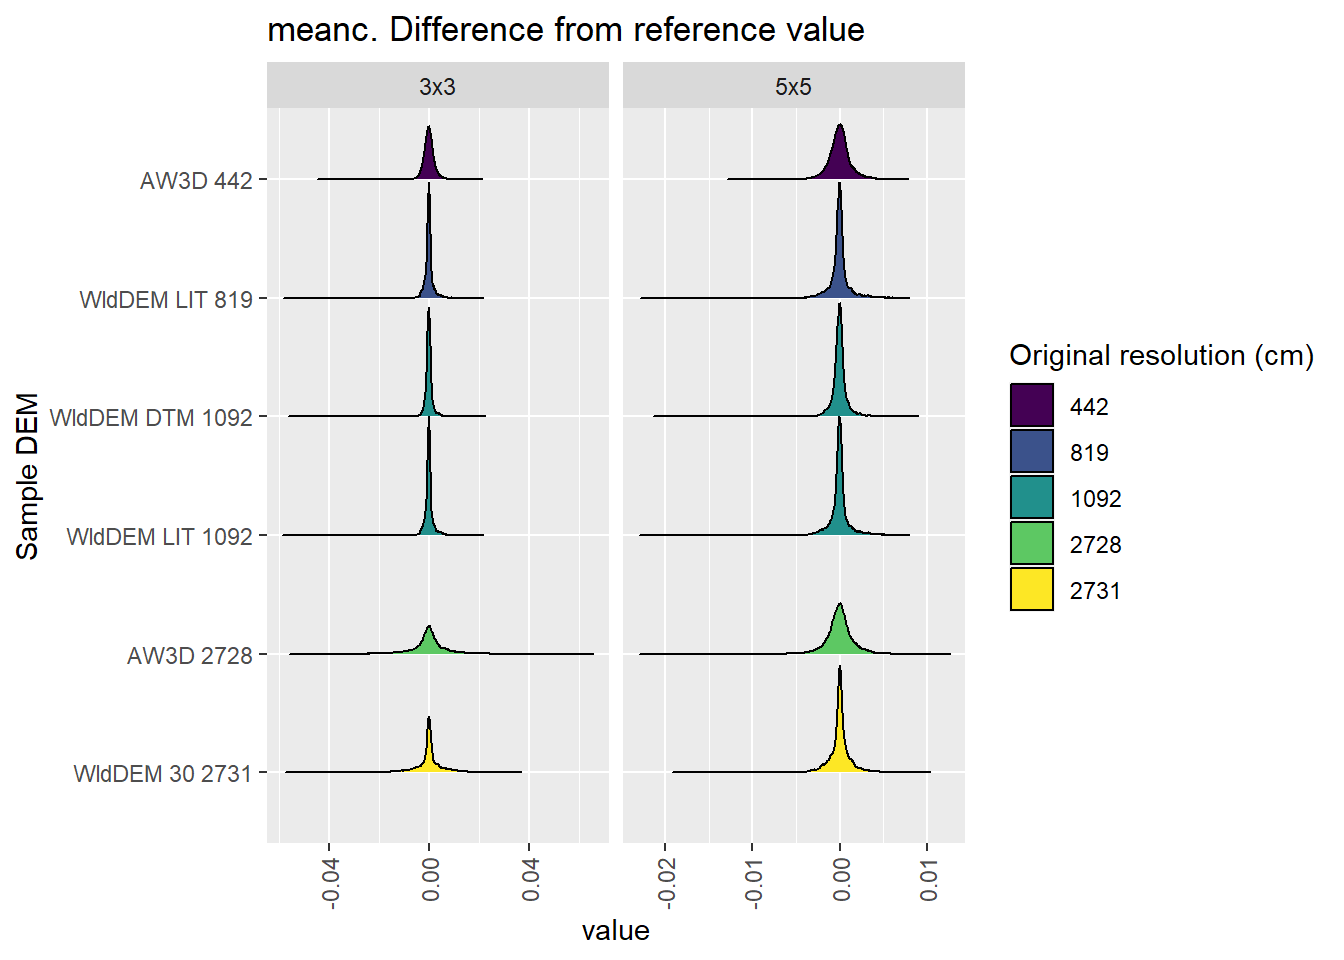 meanc. Difference from reference value
3x3
5x5
Sample DEM
AW3D 442
WldDEM LIT 819
WldDEM DTM 1092
WldDEM LIT 1092
AW3D 2728
WldDEM 30 2731
-0.04
0.00
0.04
-0.02
-0.01
0.00
0.01
value
Original resolution (cm)
442
819
1092
2728
2731